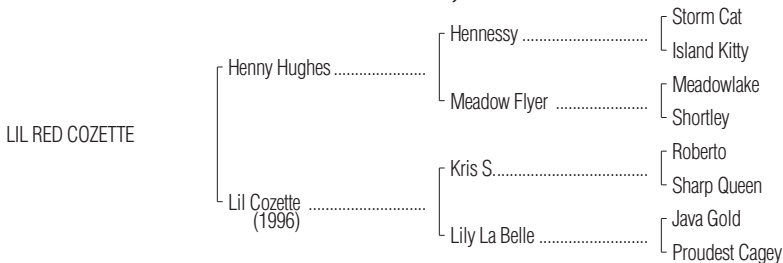 Storm Cat
Hennessy ................................
Island Kitty
Henny Hughes ......................
Meadowlake
Meadow Flyer .......................
Shortley
LIL RED COZETTE
Roberto
Kris S. .....................................
Sharp Queen
Lil Cozette ............................
(1996)
Java Gold
Lily La Belle ...........................
Proudest Cagey